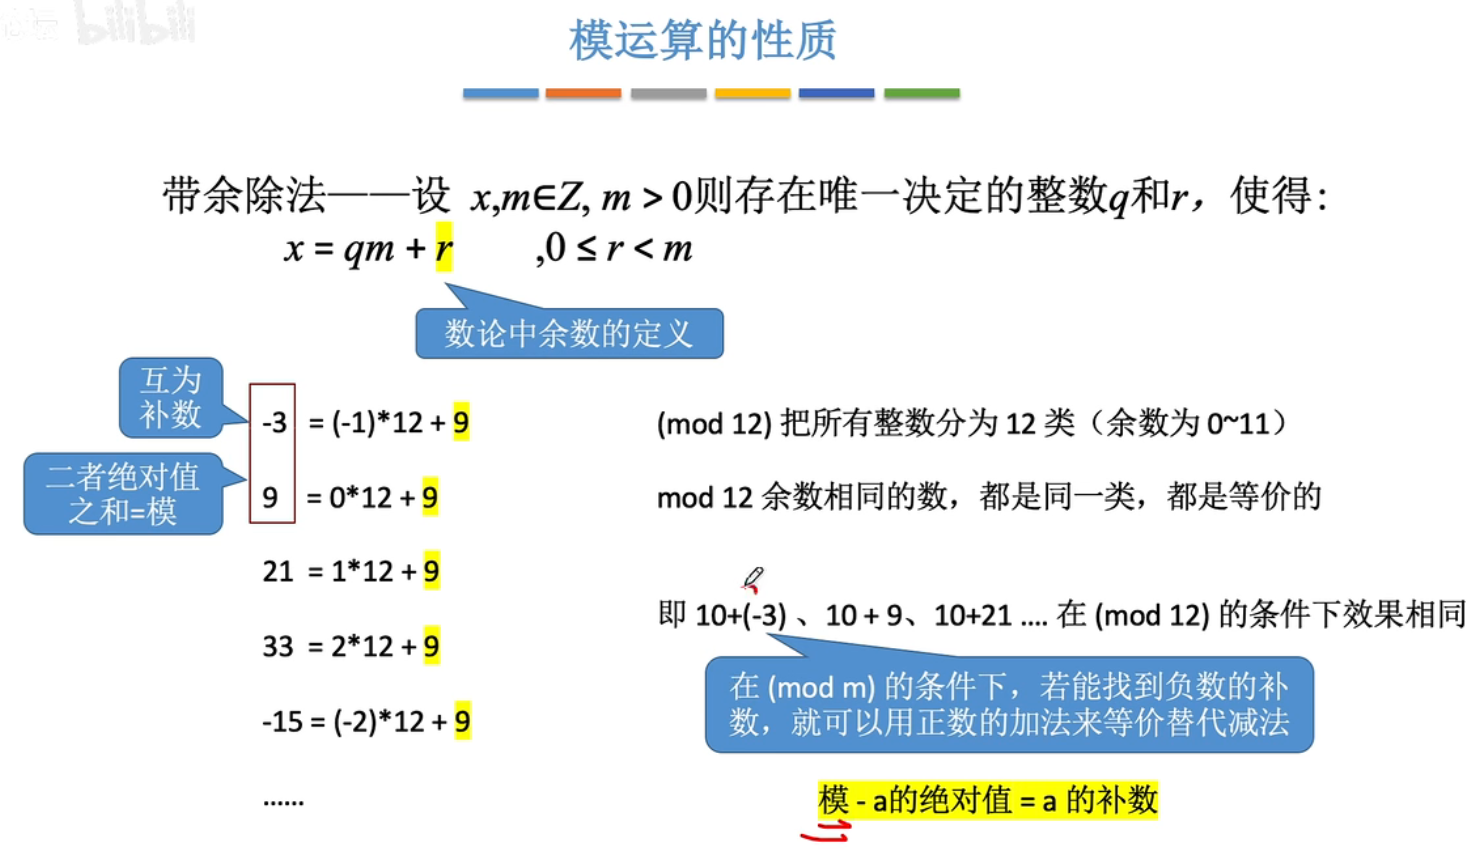 bilibili
模运算的性质
带余除法——设 x,m∈Z, m > 0则存在唯一决定的整数q和r，使得:
x = qm + r ,0 ≤ r < m
数论中余数的定义
互为
补数
-3 = (-1)*12 + 9
(mod 12) 把所有整数分为 12 类（余数为 0~11）
二者绝对值
之和=模
9 = 0*12 + 9
mod 12 余数相同的数，都是同一类，都是等价的
21 = 1*12 + 9
即 10+(-3) 、10 + 9、10+21 .... 在 (mod 12) 的条件下效果相同
33 = 2*12 + 9
在 (mod m) 的条件下，若能找到负数的补
数，就可以用正数的加法来等价替代减法
-15 = (-2)*12 + 9
......
模 - a的绝对值 = a 的补数